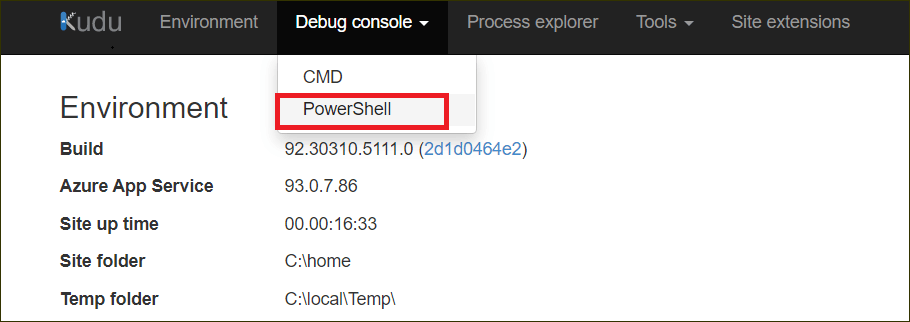 Kudu Environment Debug console Process explorer Tools Site extensions
CMD
PowerShell
Environment
Build 92.30310.5111.0 (2d1d0464e2)
Azure App Service 93.0.7.86
Site up time 00.00:16:33
Site folder C:\home
Temp folder C:\local\Temp\